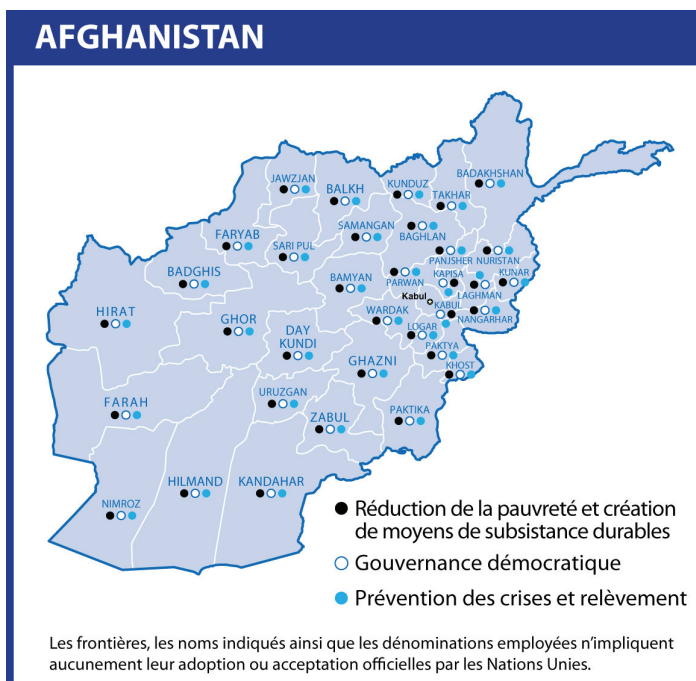 AFGHANISTAN
BADAKHSHAN
JAWZJAN
KUNDUZ
BALKH
TAKHAR
FARYAB
SAMANGAN
BAGHLAN
SARI PUL
PANJSHER
NURISTAN
BADGHIS
BAMYAN
PARWAN
KAPISA
KUNAR
Kabul
LAGHMAN
KABUL
HIRAT
GHOR
WARDAK
NANGARHAR
DAY
KUNDI
LOGAR
PAKTYA
GHAZNI
KHOST
FARAH
URUZGAN
ZABUL
PAKTIKA
HILMAND
KANDAHAR
NIMROZ
Réduction de la pauvreté et création
de moyens de subsistance durables
Gouvernance démocratique
Prévention des crises et relèvement
Les frontières, les noms indiqués ainsi que les dénominations employées n’impliquent
aucunement leur adoption ou acceptation officielles par les Nations Unies.